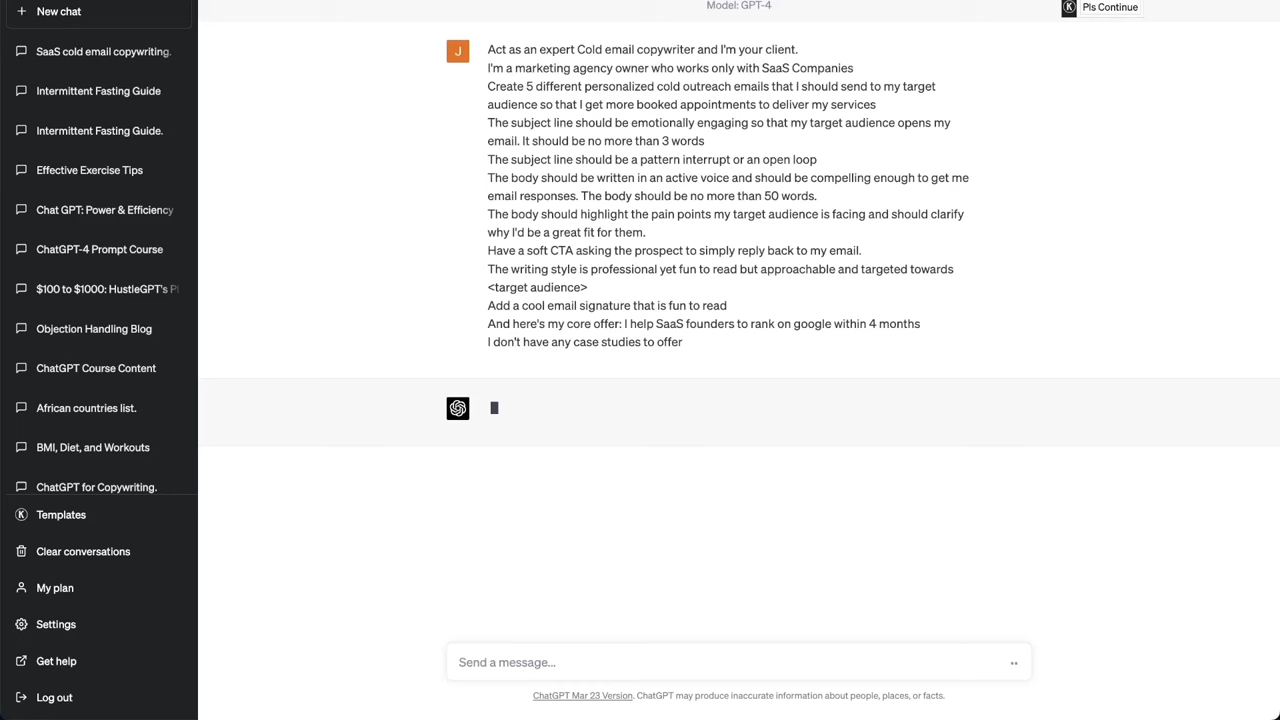 New chat
SaaS cold email copywriting.
Intermittent Fasting Guide
Intermittent Fasting Guide.
Effective Exercise Tips
Chat GPT: Power & Efficiency
ChatGPT-4 Prompt Course
$100 to $1000: HustleGPT's
Objection Handling Blog
ChatGPT Course Content
African countries list.
BMI, Diet, and Workouts
ChatGPT for Copywriting.
Templates
Clear conversations
My plan
Settings
Get help
Log out
Model: GPT-4
K Pls Continue
J
Act as an expert Cold email copywriter and I'm your client.
I'm a marketing agency owner who works only with SaaS Companies
Create 5 different personalized cold outreach emails that I should send to my target
audience so that I get more booked appointments to deliver my services
The subject line should be emotionally engaging so that my target audience opens my
email. It should be no more than 3 words
The subject line should be a pattern interrupt or an open loop
The body should be written in an active voice and should be compelling enough to get me
email responses. The body should be no more than 50 words.
The body should highlight the pain points my target audience is facing and should clarify
why I'd be a great fit for them.
Have a soft CTA asking the prospect to simply reply back to my email.
The writing style is professional yet fun to read but approachable and targeted towards
<target audience>
Add a cool email signature that is fun to read
And here's my core offer: I help SaaS founders to rank on google within 4 months
I don't have any case studies to offer
Send a message...
ChatGPT Mar 23 Version. ChatGPT may produce inaccurate information about people, places, or facts.